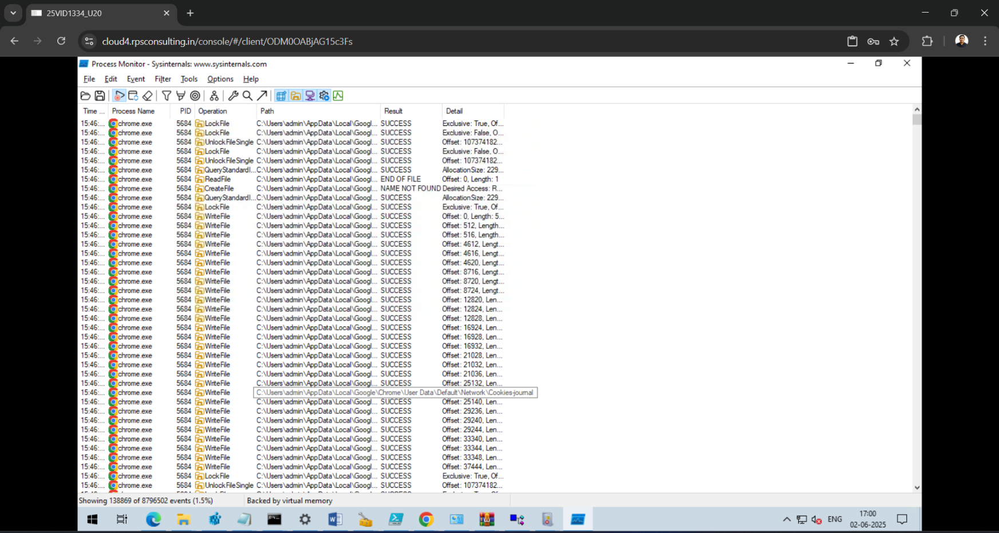 25VID1334_U20
cloud4.rpsconsulting.in/console/#/client/ODM0OABjAG15c3Fs
Process Monitor - Sysinternals: www.sysinternals.com
File Edit Event Filter Tools Options Help
Time ... Process Name PID Operation Path Result Detail
15:46:... chrome.exe 5684 LockFile C:\Users\admin\AppData\Local\Googl... SUCCESS Exclusive: True, Of...
15:46:... chrome.exe 5684 LockFile C:\Users\admin\AppData\Local\Googl... SUCCESS Exclusive: False, O...
15:46:... chrome.exe 5684 UnlockFileSingle C:\Users\admin\AppData\Local\Googl... SUCCESS Offset: 107374182...
15:46:... chrome.exe 5684 LockFile C:\Users\admin\AppData\Local\Googl... SUCCESS Exclusive: False, O...
15:46:... chrome.exe 5684 UnlockFileSingle C:\Users\admin\AppData\Local\Googl... SUCCESS Offset: 107374182...
15:46:... chrome.exe 5684 QueryStandardI... C:\Users\admin\AppData\Local\Googl... SUCCESS AllocationSize: 229...
15:46:... chrome.exe 5684 ReadFile C:\Users\admin\AppData\Local\Googl... END OF FILE Offset: 0, Length: 1
15:46:... chrome.exe 5684 CreateFile C:\Users\admin\AppData\Local\Googl... NAME NOT FOUND Desired Access: R...
15:46:... chrome.exe 5684 QueryStandardI... C:\Users\admin\AppData\Local\Googl... SUCCESS AllocationSize: 229...
15:46:... chrome.exe 5684 LockFile C:\Users\admin\AppData\Local\Googl... SUCCESS Exclusive: True, Of...
15:46:... chrome.exe 5684 WriteFile C:\Users\admin\AppData\Local\Googl... SUCCESS Offset: 0, Length: 5...
15:46:... chrome.exe 5684 WriteFile C:\Users\admin\AppData\Local\Googl... SUCCESS Offset: 512, Length...
15:46:... chrome.exe 5684 WriteFile C:\Users\admin\AppData\Local\Googl... SUCCESS Offset: 516, Length...
15:46:... chrome.exe 5684 WriteFile C:\Users\admin\AppData\Local\Googl... SUCCESS Offset: 4612, Lengt...
15:46:... chrome.exe 5684 WriteFile C:\Users\admin\AppData\Local\Googl... SUCCESS Offset: 4616, Lengt...
15:46:... chrome.exe 5684 WriteFile C:\Users\admin\AppData\Local\Googl... SUCCESS Offset: 4620, Lengt...
15:46:... chrome.exe 5684 WriteFile C:\Users\admin\AppData\Local\Googl... SUCCESS Offset: 8716, Lengt...
15:46:... chrome.exe 5684 WriteFile C:\Users\admin\AppData\Local\Googl... SUCCESS Offset: 8720, Lengt...
15:46:... chrome.exe 5684 WriteFile C:\Users\admin\AppData\Local\Googl... SUCCESS Offset: 8724, Lengt...
15:46:... chrome.exe 5684 WriteFile C:\Users\admin\AppData\Local\Googl... SUCCESS Offset: 12820, Len...
15:46:... chrome.exe 5684 WriteFile C:\Users\admin\AppData\Local\Googl... SUCCESS Offset: 12824, Len...
15:46:... chrome.exe 5684 WriteFile C:\Users\admin\AppData\Local\Googl... SUCCESS Offset: 12828, Len...
15:46:... chrome.exe 5684 WriteFile C:\Users\admin\AppData\Local\Googl... SUCCESS Offset: 16924, Len...
15:46:... chrome.exe 5684 WriteFile C:\Users\admin\AppData\Local\Googl... SUCCESS Offset: 16928, Len...
15:46:... chrome.exe 5684 WriteFile C:\Users\admin\AppData\Local\Googl... SUCCESS Offset: 16932, Len...
15:46:... chrome.exe 5684 WriteFile C:\Users\admin\AppData\Local\Googl... SUCCESS Offset: 21028, Len...
15:46:... chrome.exe 5684 WriteFile C:\Users\admin\AppData\Local\Googl... SUCCESS Offset: 21032, Len...
15:46:... chrome.exe 5684 WriteFile C:\Users\admin\AppData\Local\Googl... SUCCESS Offset: 21036, Len...
15:46:... chrome.exe 5684 WriteFile C:\Users\admin\AppData\Local\Googl... SUCCESS Offset: 25132, Len...
15:46:... chrome.exe 5684 WriteFile C:\Users\admin\AppData\Local\Google\Chrome\User Data\Default\Network\Cookies-journal
15:46:... chrome.exe 5684 WriteFile C:\Users\admin\AppData\Local\Googl... SUCCESS Offset: 25140, Len...
15:46:... chrome.exe 5684 WriteFile C:\Users\admin\AppData\Local\Googl... SUCCESS Offset: 29236, Len...
15:46:... chrome.exe 5684 WriteFile C:\Users\admin\AppData\Local\Googl... SUCCESS Offset: 29240, Len...
15:46:... chrome.exe 5684 WriteFile C:\Users\admin\AppData\Local\Googl... SUCCESS Offset: 29244, Len...
15:46:... chrome.exe 5684 WriteFile C:\Users\admin\AppData\Local\Googl... SUCCESS Offset: 33340, Len...
15:46:... chrome.exe 5684 WriteFile C:\Users\admin\AppData\Local\Googl... SUCCESS Offset: 33344, Len...
15:46:... chrome.exe 5684 WriteFile C:\Users\admin\AppData\Local\Googl... SUCCESS Offset: 33348, Len...
15:46:... chrome.exe 5684 WriteFile C:\Users\admin\AppData\Local\Googl... SUCCESS Offset: 37444, Len...
15:46:... chrome.exe 5684 LockFile C:\Users\admin\AppData\Local\Googl... SUCCESS Exclusive: True, Of...
15:46:... chrome.exe 5684 UnlockFileSingle C:\Users\admin\AppData\Local\Googl... SUCCESS Offset: 107374182...
Showing 138869 of 8796502 events (1.5%) Backed by virtual memory
ENG
17:00
02-06-2025